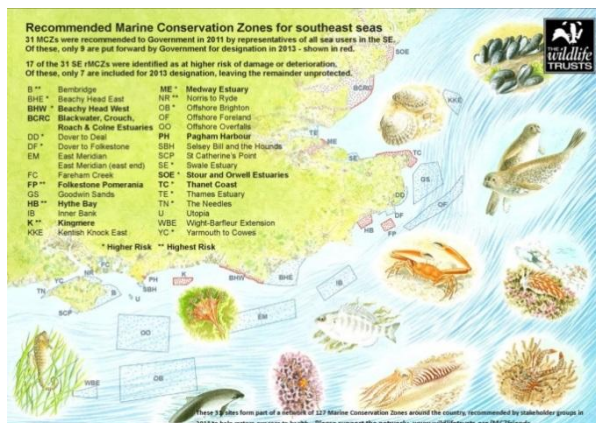 Recommended Marine Conservation Zones for southeast seas
31 MCZs were recommended to Government in 2011 by representatives of all sea users in the SE.
Of these, only 9 are put forward by Government for designation in 2013 - shown in red.
17 of the 31 SE rMCZs were identified as at higher risk of damage or deterioration.
Of these, only 7 are included for 2013 designation, leaving the remainder unprotected.
THE
wildlife
TRUSTS
B ** Bembridge
BHE * Beachy Head East
BHW * Beachy Head West
BCRC Blackwater, Crouch,
Roach & Colne Estuaries
DD * Dover to Deal
DF * Dover to Folkestone
EM East Meridian
East Meridian (east end)
FC Fareham Creek
FP ** Folkestone Pomerania
GS Goodwin Sands
HB ** Hythe Bay
IB Inner Bank
K ** Kingmere
KKE Kentish Knock East
ME * Medway Estuary
NR ** Norris to Ryde
OB * Offshore Brighton
OF Offshore Foreland
OO Offshore Overfalls
PH Pagham Harbour
SBH Selsey Bill and the Hounds
SCP St Catherine's Point
SE * Swale Estuary
SOE * Stour and Orwell Estuaries
TC * Thanet Coast
TE * Thames Estuary
TN * The Needles
U Utopia
WBE Wight-Barfleur Extension
YC * Yarmouth to Cowes
* Higher Risk ** Highest Risk
SOE
BCRC
KKE
TE
ME
SE
TC
GS
DD
OF
DF
HB
FP
FC
NR
YC
TN
SCP
B
U
SBH
PH
K
BHW
BHE
IB
EM
OO
OB
WBE
These 31 sites form part of a network of 127 Marine Conservation Zones around the country, recommended by stakeholder groups in